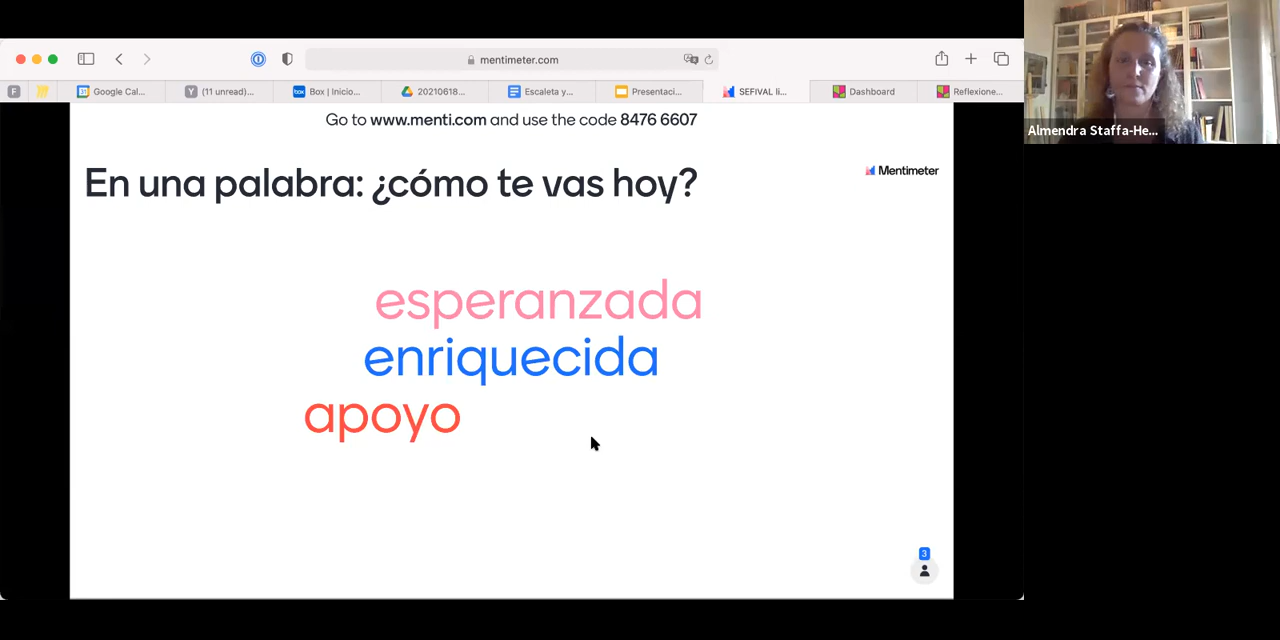 mentimeter.com
F
Google Cal...
(11 unread)...
Box | Inicio...
20210618...
Escaleta y...
Presentaci...
SEFIVAL li...
Dashboard
Reflexione...
Go to www.menti.com and use the code 8476 6607
En una palabra: ¿cómo te vas hoy?
Mentimeter
esperanzada
enriquecida
apoyo
3
Almendra Staffa-He...